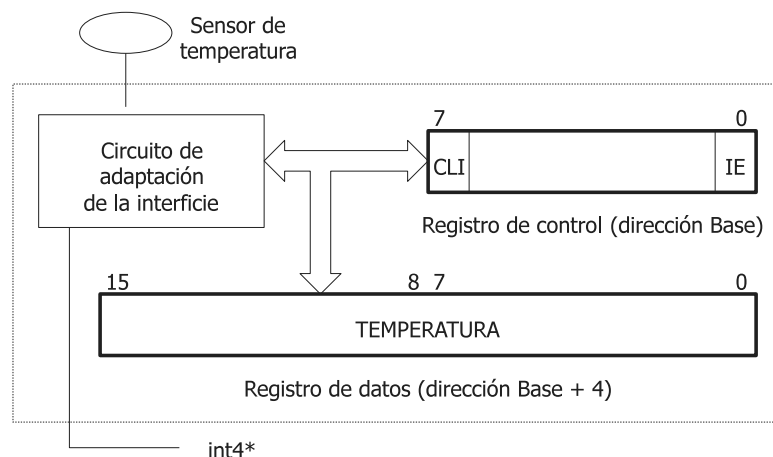 Sensor de
temperatura
Circuito de
adaptación
de la interficie
7 0
CLI IE
Registro de control (dirección Base)
15 8 7 0
TEMPERATURA
Registro de datos (dirección Base + 4)
int4*